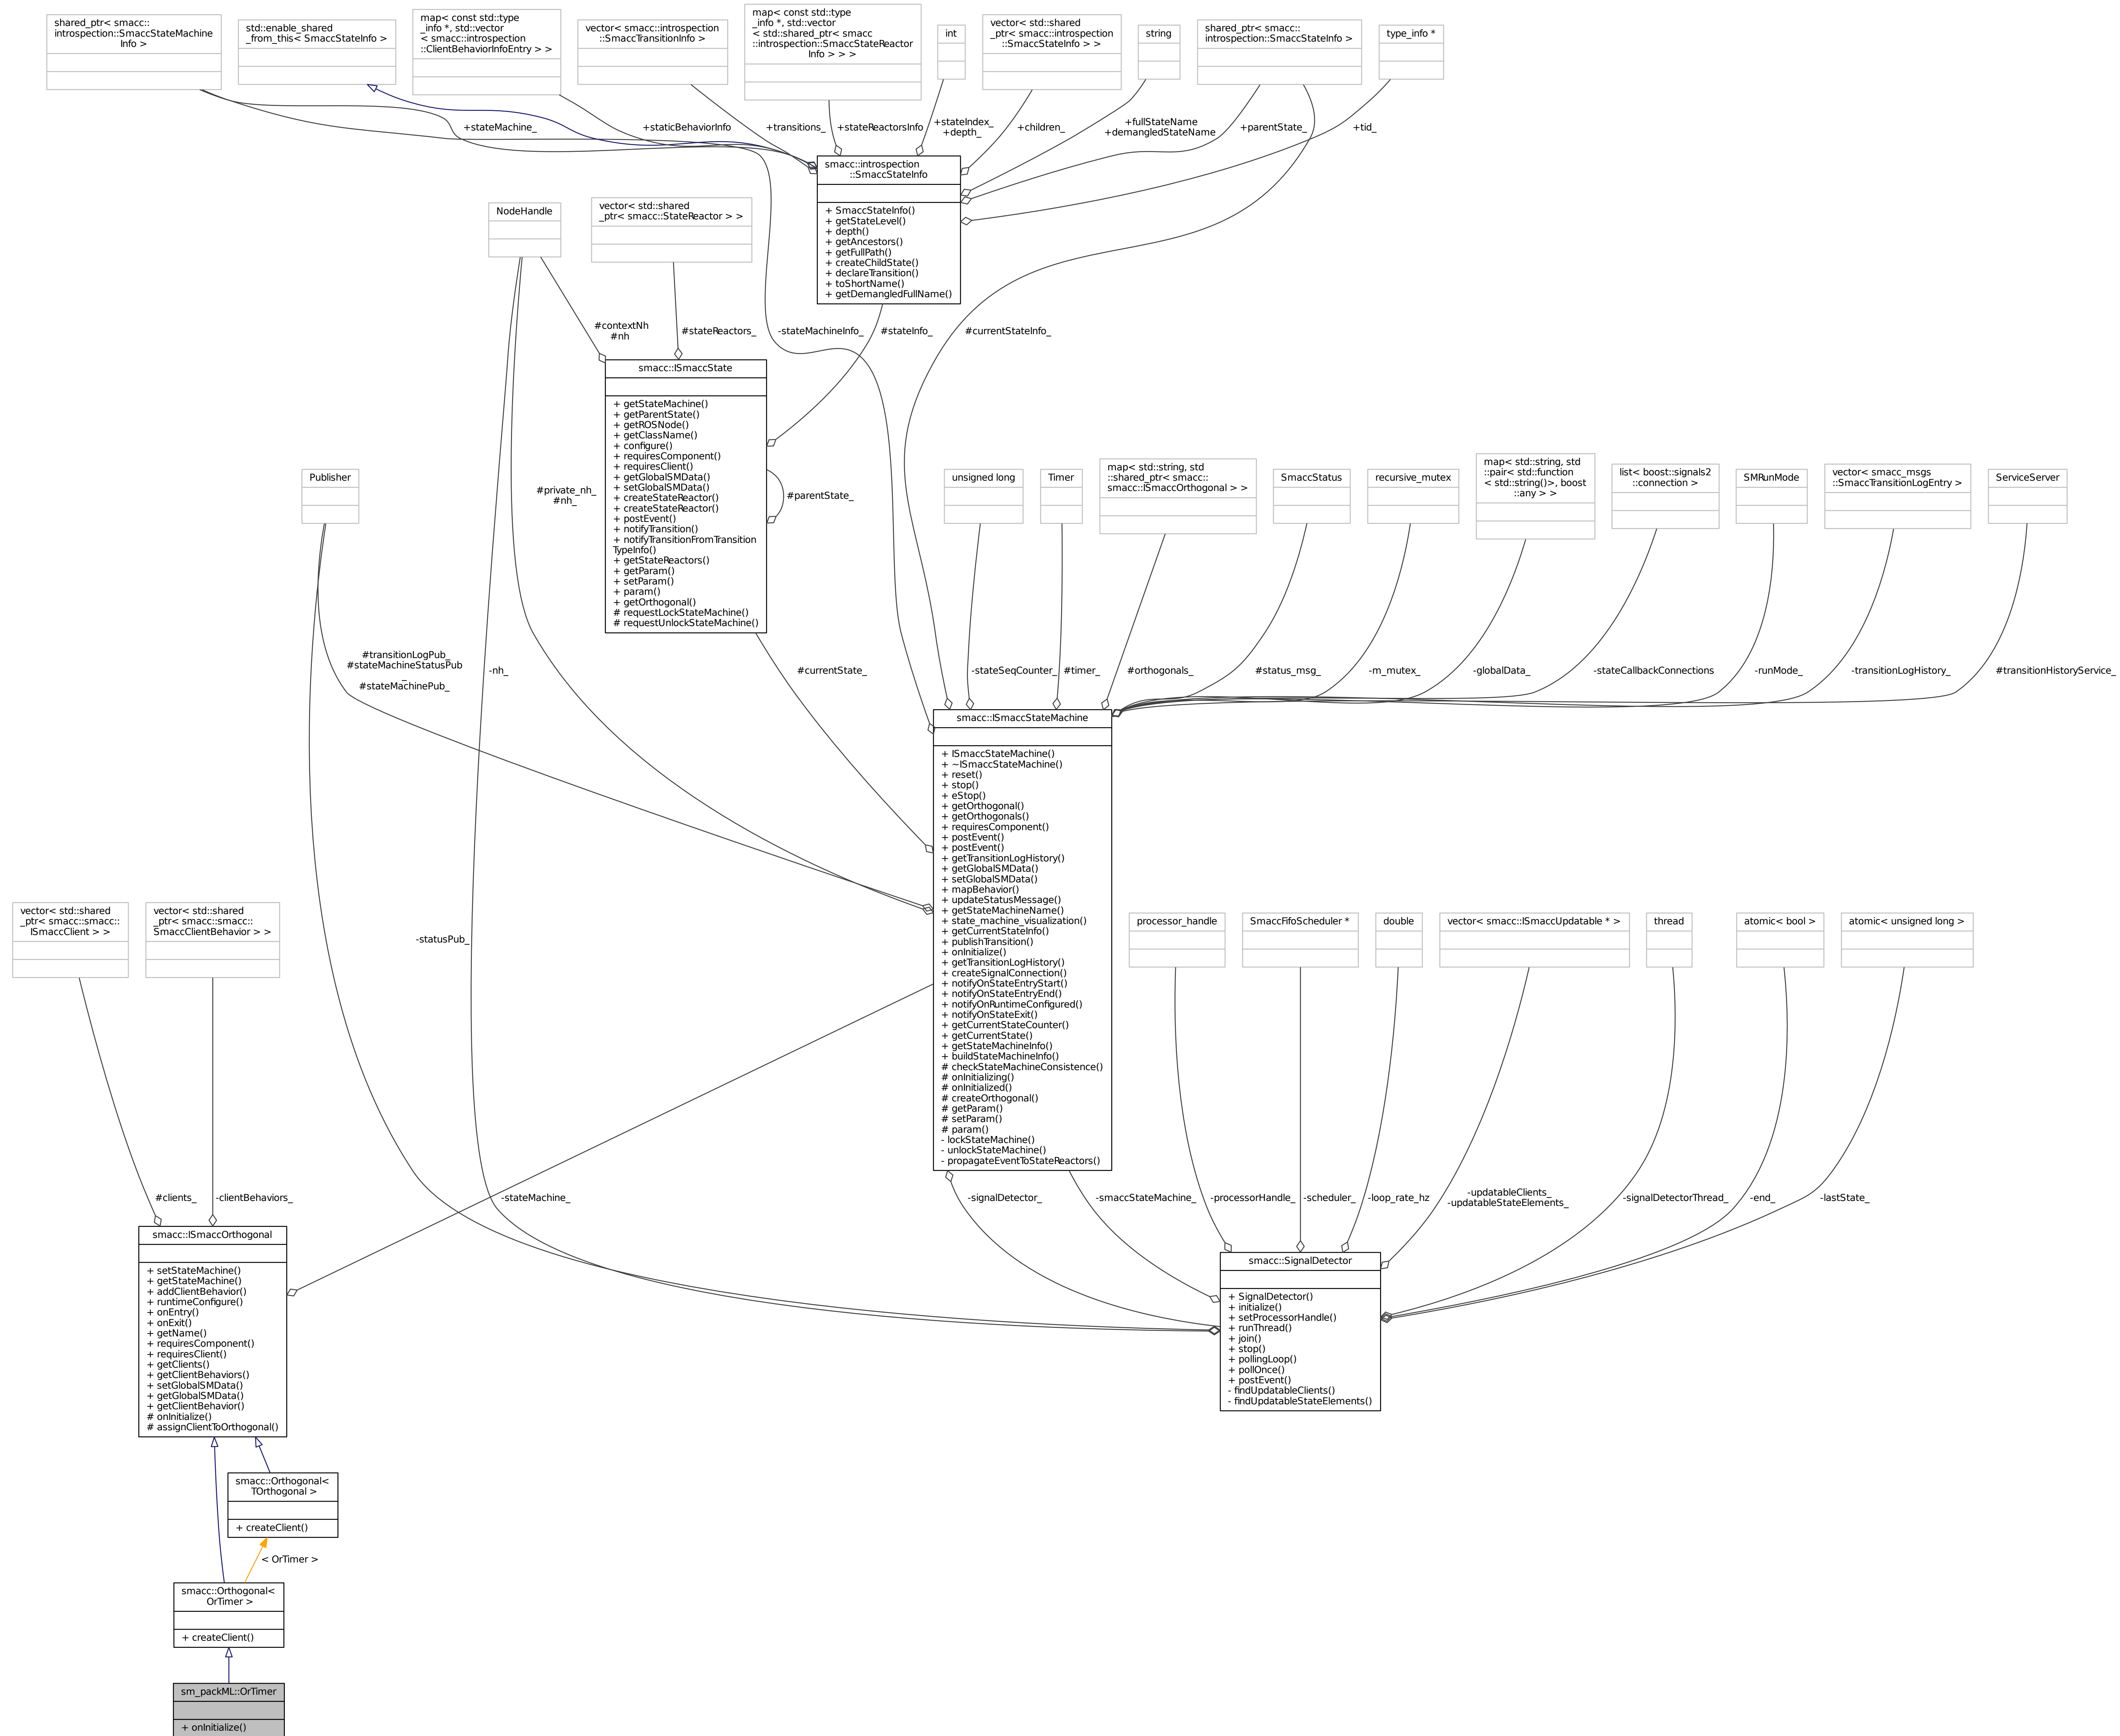 shared_ptr< smacc::
introspection::SmaccStateMachine
Info >
std::enable_shared
_from_this< SmaccStateInfo >
map< const std::type
_info *, std::vector
< smacc::introspection
::ClientBehaviorInfoEntry > >
vector< smacc::introspection
::SmaccTransitionInfo >
map< const std::type
_info *, std::vector
< std::shared_ptr< smacc
::introspection::SmaccStateReactor
Info > > >
int
vector< std::shared
_ptr< smacc::introspection
::SmaccStateInfo > >
string
shared_ptr< smacc::
introspection::SmaccStateInfo >
type_info *
+stateMachine_
+staticBehaviorInfo
+transitions_
+stateReactorsInfo
+stateIndex_
+depth_
+children_
+fullStateName
+demangledStateName
+parentState_
+tid_
smacc::introspection
::SmaccStateInfo
+ SmaccStateInfo()
+ getStateLevel()
+ depth()
+ getAncestors()
+ getFullPath()
+ createChildState()
+ declareTransition()
+ toShortName()
+ getDemangledFullName()
NodeHandle
vector< std::shared
_ptr< smacc::StateReactor > >
#contextNh
#nh
#stateReactors_
-stateMachineInfo_
#stateInfo_
#currentStateInfo_
smacc::ISmaccState
+ getStateMachine()
+ getParentState()
+ getROSNode()
+ getClassName()
+ configure()
+ requiresComponent()
+ requiresClient()
+ getGlobalSMData()
+ setGlobalSMData()
+ createStateReactor()
+ createStateReactor()
+ postEvent()
+ notifyTransition()
+ notifyTransitionFromTransition
TypeInfo()
+ getStateReactors()
+ getParam()
+ setParam()
+ param()
+ getOrthogonal()
# requestLockStateMachine()
# requestUnlockStateMachine()
#parentState_
Publisher
#private_nh_
#nh_
unsigned long
Timer
map< std::string, std
::shared_ptr< smacc::
smacc::ISmaccOrthogonal > >
SmaccStatus
recursive_mutex
map< std::string, std
::pair< std::function
< std::string()>, boost
::any > >
list< boost::signals2
::connection >
SMRunMode
vector< smacc_msgs
::SmaccTransitionLogEntry >
ServiceServer
#transitionLogPub_
#stateMachineStatusPub
_
#stateMachinePub_
-nh_
#currentState_
-stateSeqCounter_
#timer_
#orthogonals_
#status_msg_
-m_mutex_
-globalData_
-stateCallbackConnections
-runMode_
-transitionLogHistory_
#transitionHistoryService_
smacc::ISmaccStateMachine
+ ISmaccStateMachine()
+ ~ISmaccStateMachine()
+ reset()
+ stop()
+ eStop()
+ getOrthogonal()
+ getOrthogonals()
+ requiresComponent()
+ postEvent()
+ postEvent()
+ getTransitionLogHistory()
+ getGlobalSMData()
+ setGlobalSMData()
+ mapBehavior()
+ updateStatusMessage()
+ getStateMachineName()
+ state_machine_visualization()
+ getCurrentStateInfo()
+ publishTransition()
+ onInitialize()
+ getTransitionLogHistory()
+ createSignalConnection()
+ notifyOnStateEntryStart()
+ notifyOnStateEntryEnd()
+ notifyOnRuntimeConfigured()
+ notifyOnStateExit()
+ getCurrentStateCounter()
+ getCurrentState()
+ getStateMachineInfo()
+ buildStateMachineInfo()
# checkStateMachineConsistence()
# onInitializing()
# onInitialized()
# createOrthogonal()
# getParam()
# setParam()
# param()
- lockStateMachine()
- unlockStateMachine()
- propagateEventToStateReactors()
vector< std::shared
_ptr< smacc::smacc::
ISmaccClient > >
vector< std::shared
_ptr< smacc::smacc::
SmaccClientBehavior > >
-statusPub_
processor_handle
SmaccFifoScheduler *
double
vector< smacc::ISmaccUpdatable * >
thread
atomic< bool >
atomic< unsigned long >
#clients_
-clientBehaviors_
-stateMachine_
-signalDetector_
-smaccStateMachine_
-processorHandle_
-scheduler_
-loop_rate_hz
-updatableClients_
-updatableStateElements_
-signalDetectorThread_
-end_
-lastState_
smacc::ISmaccOrthogonal
+ setStateMachine()
+ getStateMachine()
+ addClientBehavior()
+ runtimeConfigure()
+ onEntry()
+ onExit()
+ getName()
+ requiresComponent()
+ requiresClient()
+ getClients()
+ getClientBehaviors()
+ setGlobalSMData()
+ getGlobalSMData()
+ getClientBehavior()
# onInitialize()
# assignClientToOrthogonal()
smacc::SignalDetector
+ SignalDetector()
+ initialize()
+ setProcessorHandle()
+ runThread()
+ join()
+ stop()
+ pollingLoop()
+ pollOnce()
+ postEvent()
- findUpdatableClients()
- findUpdatableStateElements()
smacc::Orthogonal<
TOrthogonal >
+ createClient()
< OrTimer >
smacc::Orthogonal<
OrTimer >
+ createClient()
sm_packML::OrTimer
+ onInitialize()